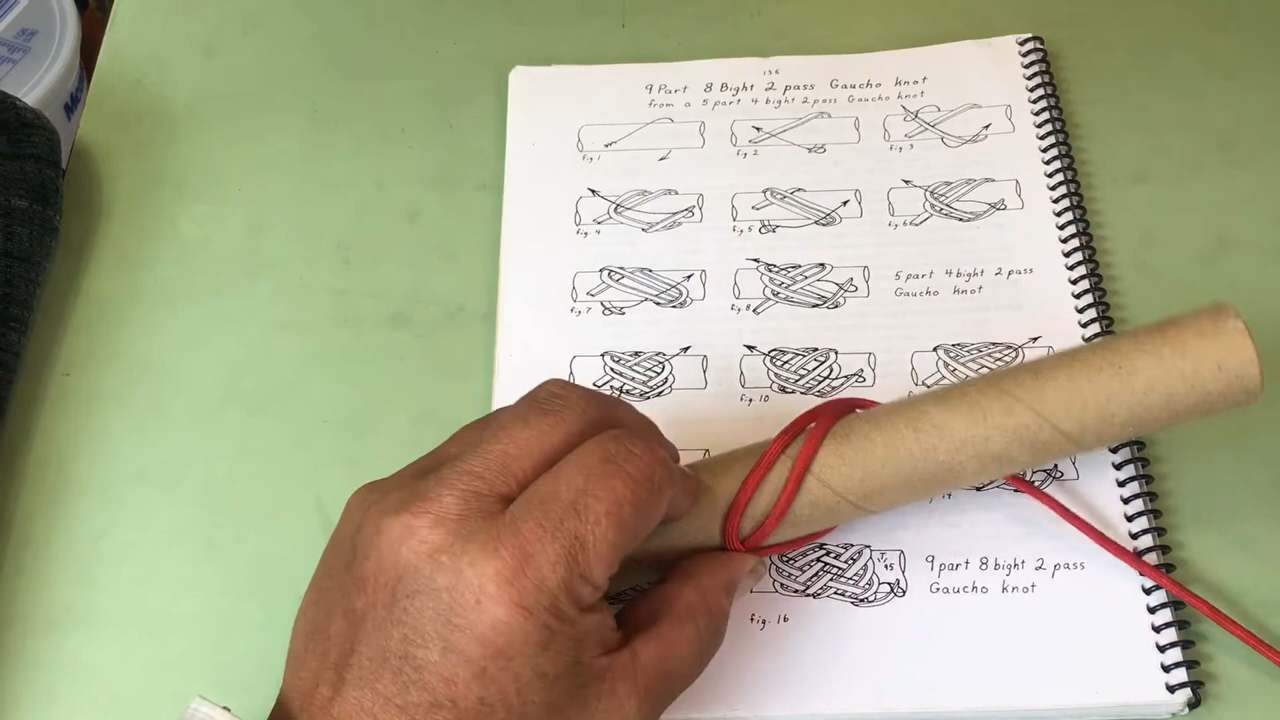 136
9 Part 8 Bight 2 pass Gaucho knot
from a 5 part 4 bight 2 pass Gaucho knot
fig. 1
fig. 2
fig. 3
fig. 4
fig. 5
fig. 6
5 part 4 bight 2 pass
Gaucho knot
fig. 7
fig. 8
fig. 10
9 part 8 bight 2 pass
Gaucho knot
fig. 16